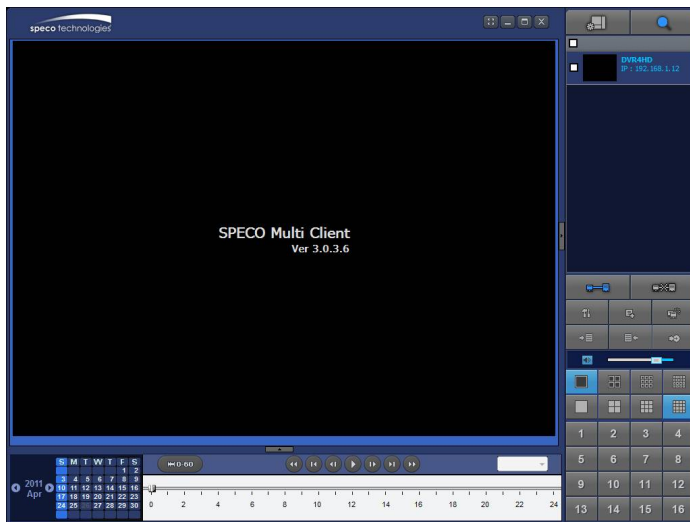 speco technologies
DVR4HD
IP : 192.168.1.12
SPECO Multi Client
Ver 3.0.3.6
0-60
2011
Apr
S M T W T F S
1 2
3 4 5 6 7 8 9
10 11 12 13 14 15 16
17 18 19 20 21 22 23
24 25 27 28 29 30
0 2 4 6 8 10 12 14 16 18 20 22 24
1 2 3 4
5 6 7 8
9 10 11 12
13 14 15 16